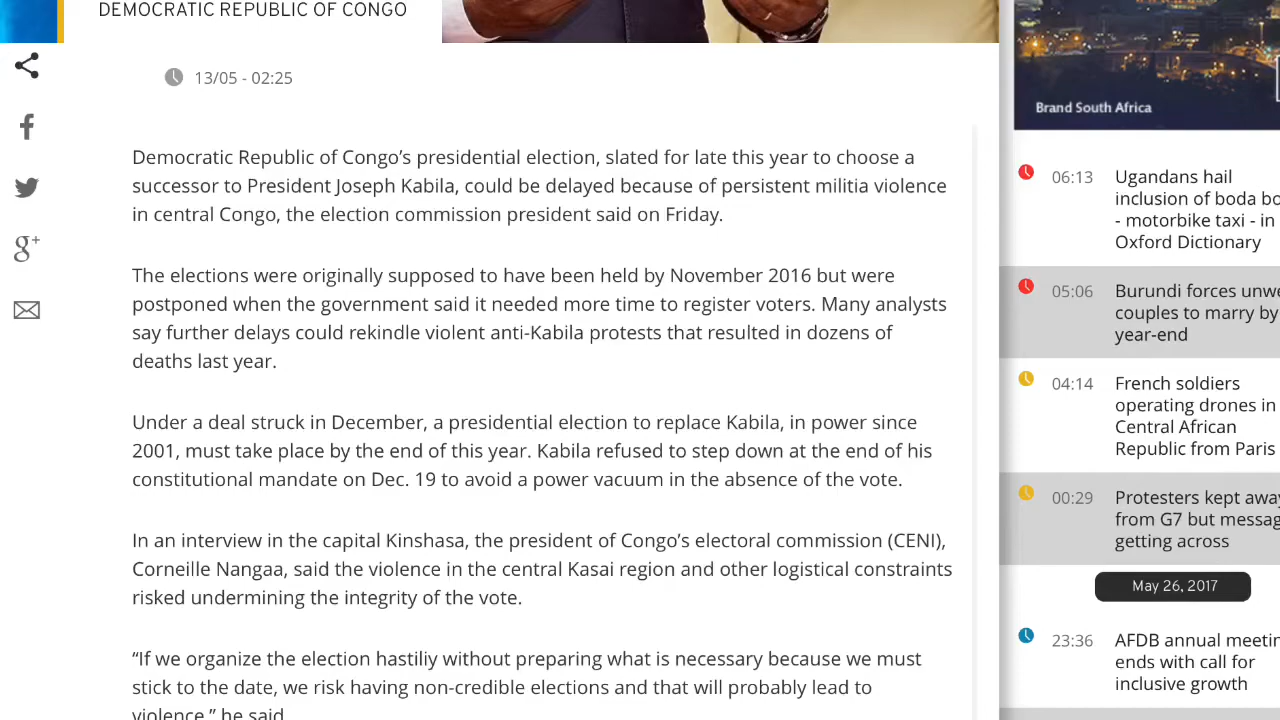 DEMOCRATIC REPUBLIC OF CONGO
13/05 - 02:25
Democratic Republic of Congo’s presidential election, slated for late this year to choose a
successor to President Joseph Kabila, could be delayed because of persistent militia violence
in central Congo, the election commission president said on Friday.
The elections were originally supposed to have been held by November 2016 but were
postponed when the government said it needed more time to register voters. Many analysts
say further delays could rekindle violent anti-Kabila protests that resulted in dozens of
deaths last year.
Under a deal struck in December, a presidential election to replace Kabila, in power since
2001, must take place by the end of this year. Kabila refused to step down at the end of his
constitutional mandate on Dec. 19 to avoid a power vacuum in the absence of the vote.
In an interview in the capital Kinshasa, the president of Congo’s electoral commission (CENI),
Corneille Nangaa, said the violence in the central Kasai region and other logistical constraints
risked undermining the integrity of the vote.
“If we organize the election hastiliy without preparing what is necessary because we must
stick to the date, we risk having non-credible elections and that will probably lead to
violence,” he said
Brand South Africa
06:13
Ugandans hail
inclusion of boda bo
- motorbike taxi - in
Oxford Dictionary
05:06
Burundi forces unwe
couples to marry by
year-end
04:14
French soldiers
operating drones in
Central African
Republic from Paris
00:29
Protesters kept away
from G7 but messag
getting across
May 26, 2017
23:36
AFDB annual meetin
ends with call for
inclusive growth